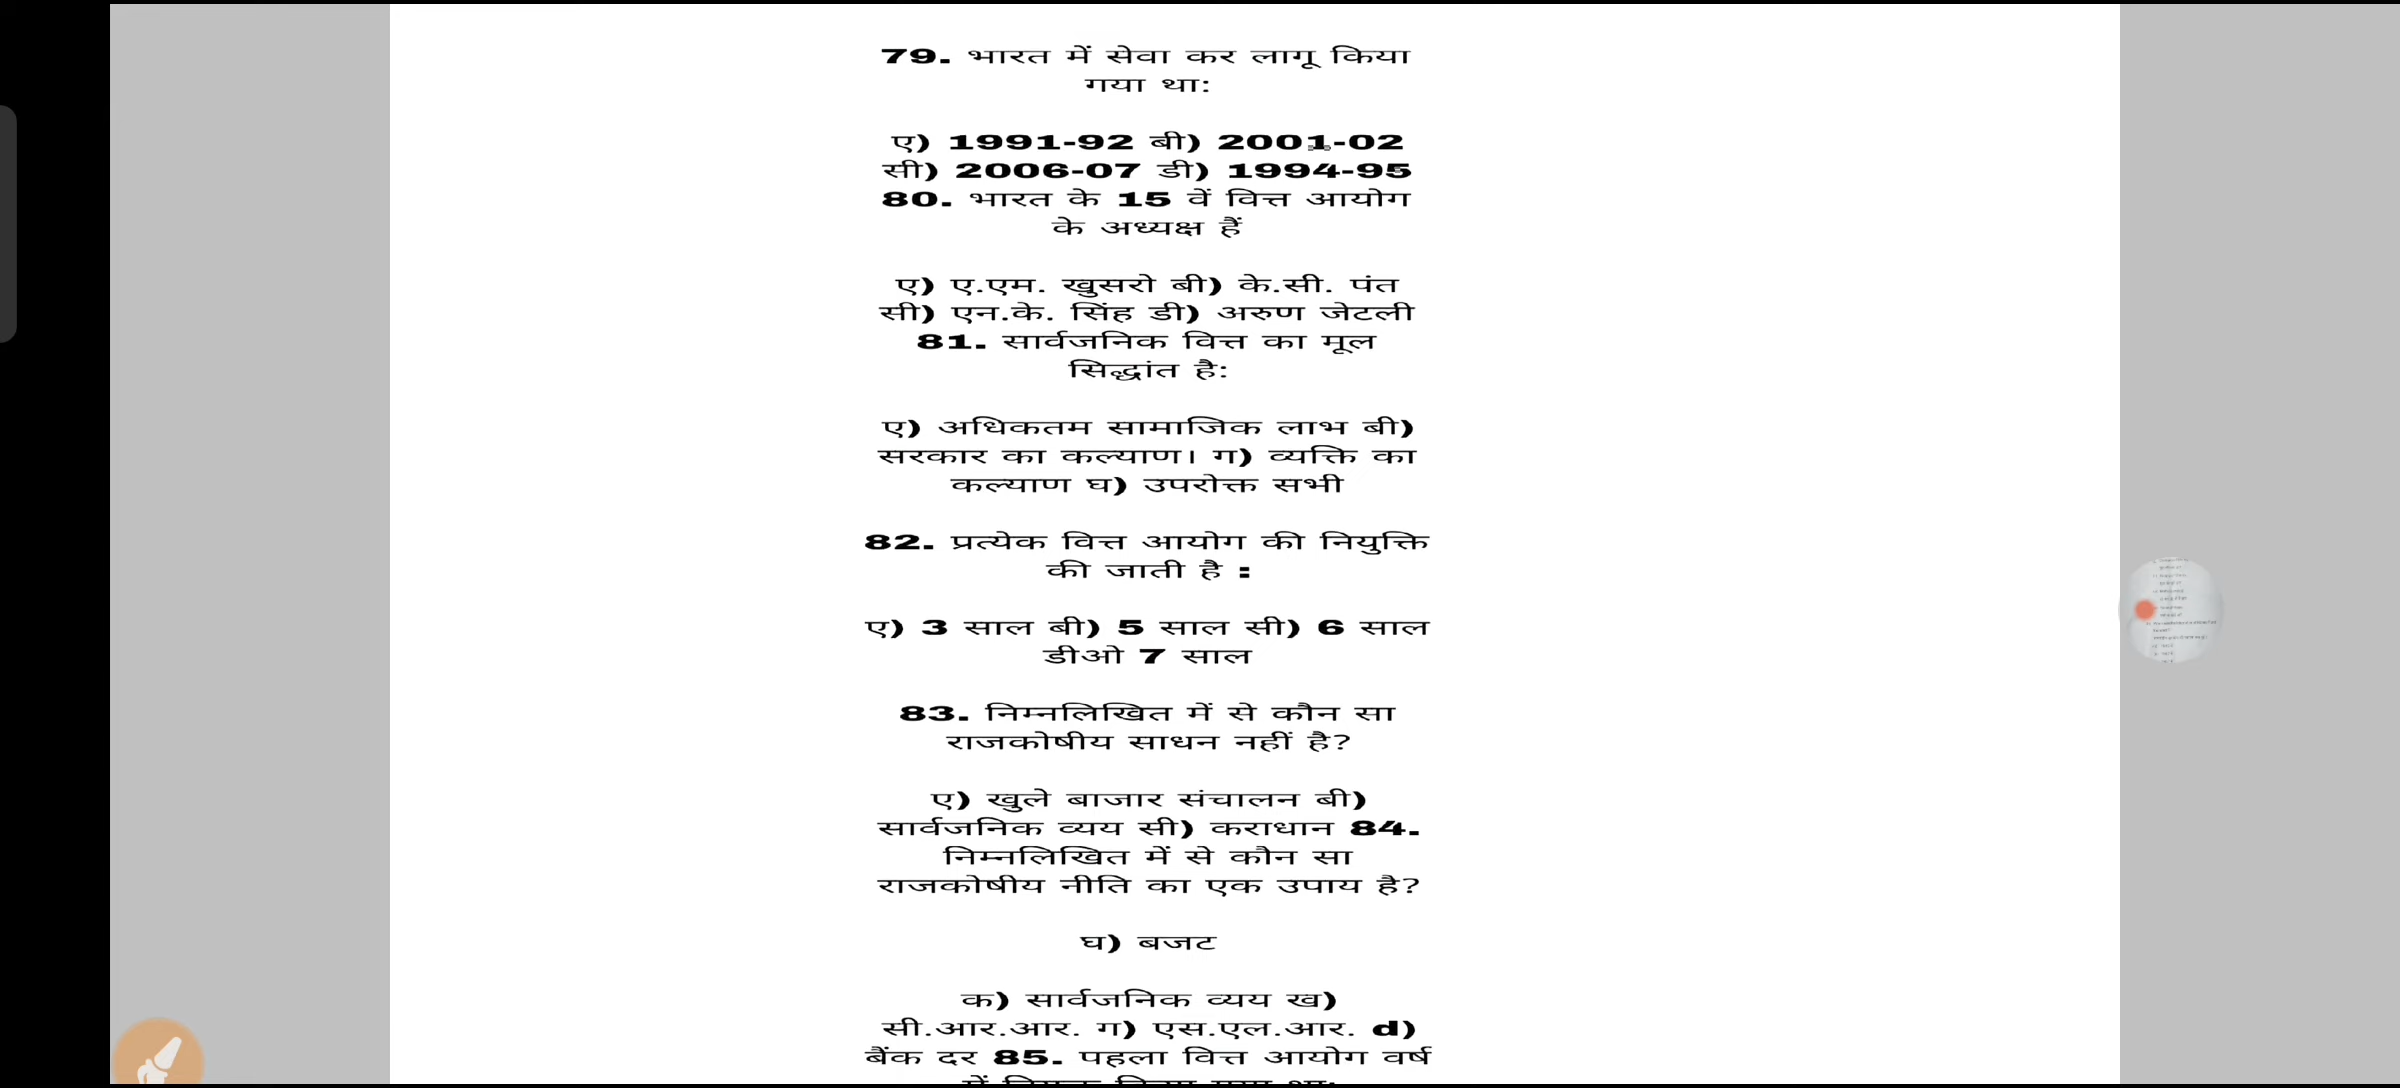 79. भारत में सेवा कर लागू किया
गया था:
ए) 1991-92 बी) 2001-02
सी) 2006-07 डी) 1994-95
80. भारत के 15 वें वित्त आयोग
के अध्यक्ष हैं
ए) ए.एम. खुसरो बी) के.सी. पंत
सी) एन.के. सिंह डी) अरुण जेटली
81. सार्वजनिक वित्त का मूल
सिद्धांत है:
ए) अधिकतम सामाजिक लाभ बी)
सरकार का कल्याण। ग) व्यक्ति का
कल्याण घ) उपरोक्त सभी
82. प्रत्येक वित्त आयोग की नियुक्ति
की जाती है :
ए) 3 साल बी) 5 साल सी) 6 साल
डीओ 7 साल
83. निम्नलिखित में से कौन सा
राजकोषीय साधन नहीं है?
ए) खुले बाजार संचालन बी)
सार्वजनिक व्यय सी) कराधान 84.
निम्नलिखित में से कौन सा
राजकोषीय नीति का एक उपाय है?
घ) बजट
क) सार्वजनिक व्यय ख)
सी.आर.आर. ग) एस.एल.आर. d)
बैंक दर 85. पहला वित्त आयोग वर्ष